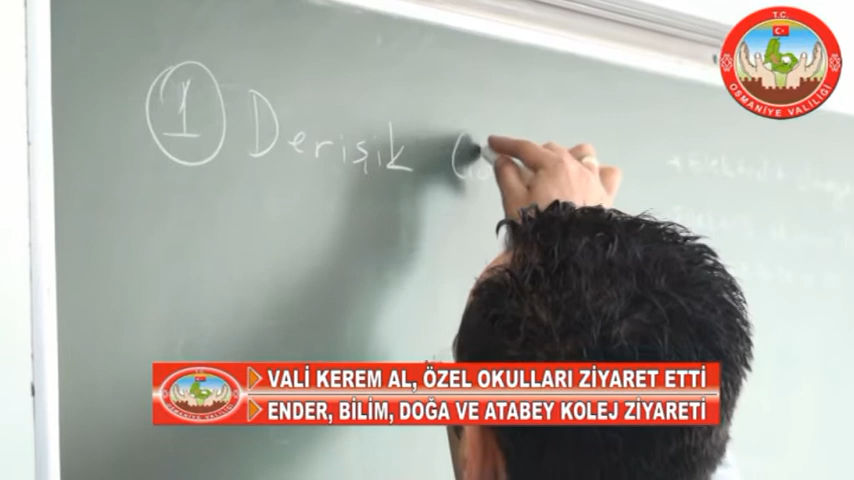 T.C.
OSMANİYE VALİLİĞİ
1 Derişik
VALİ KEREM AL, ÖZEL OKULLARI ZİYARET ETTİ
ENDER, BİLİM, DOĞA VE ATABEY KOLEJ ZİYARETİ